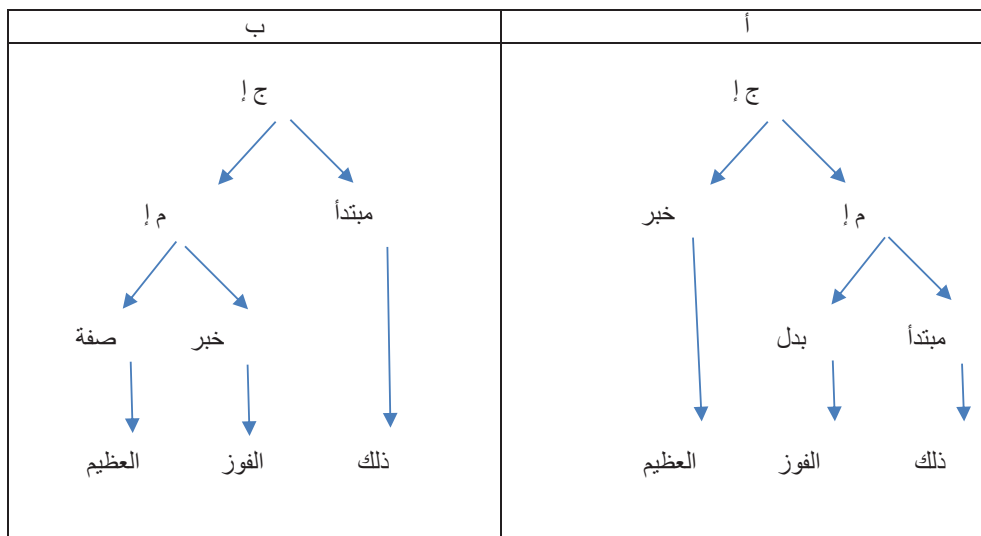 أ ب
ج إ ج إ
م إ خبر مبتدأ م إ
مبتدأ بدل خبر صفة
ذلك الفوز العظيم ذلك الفوز العظيم